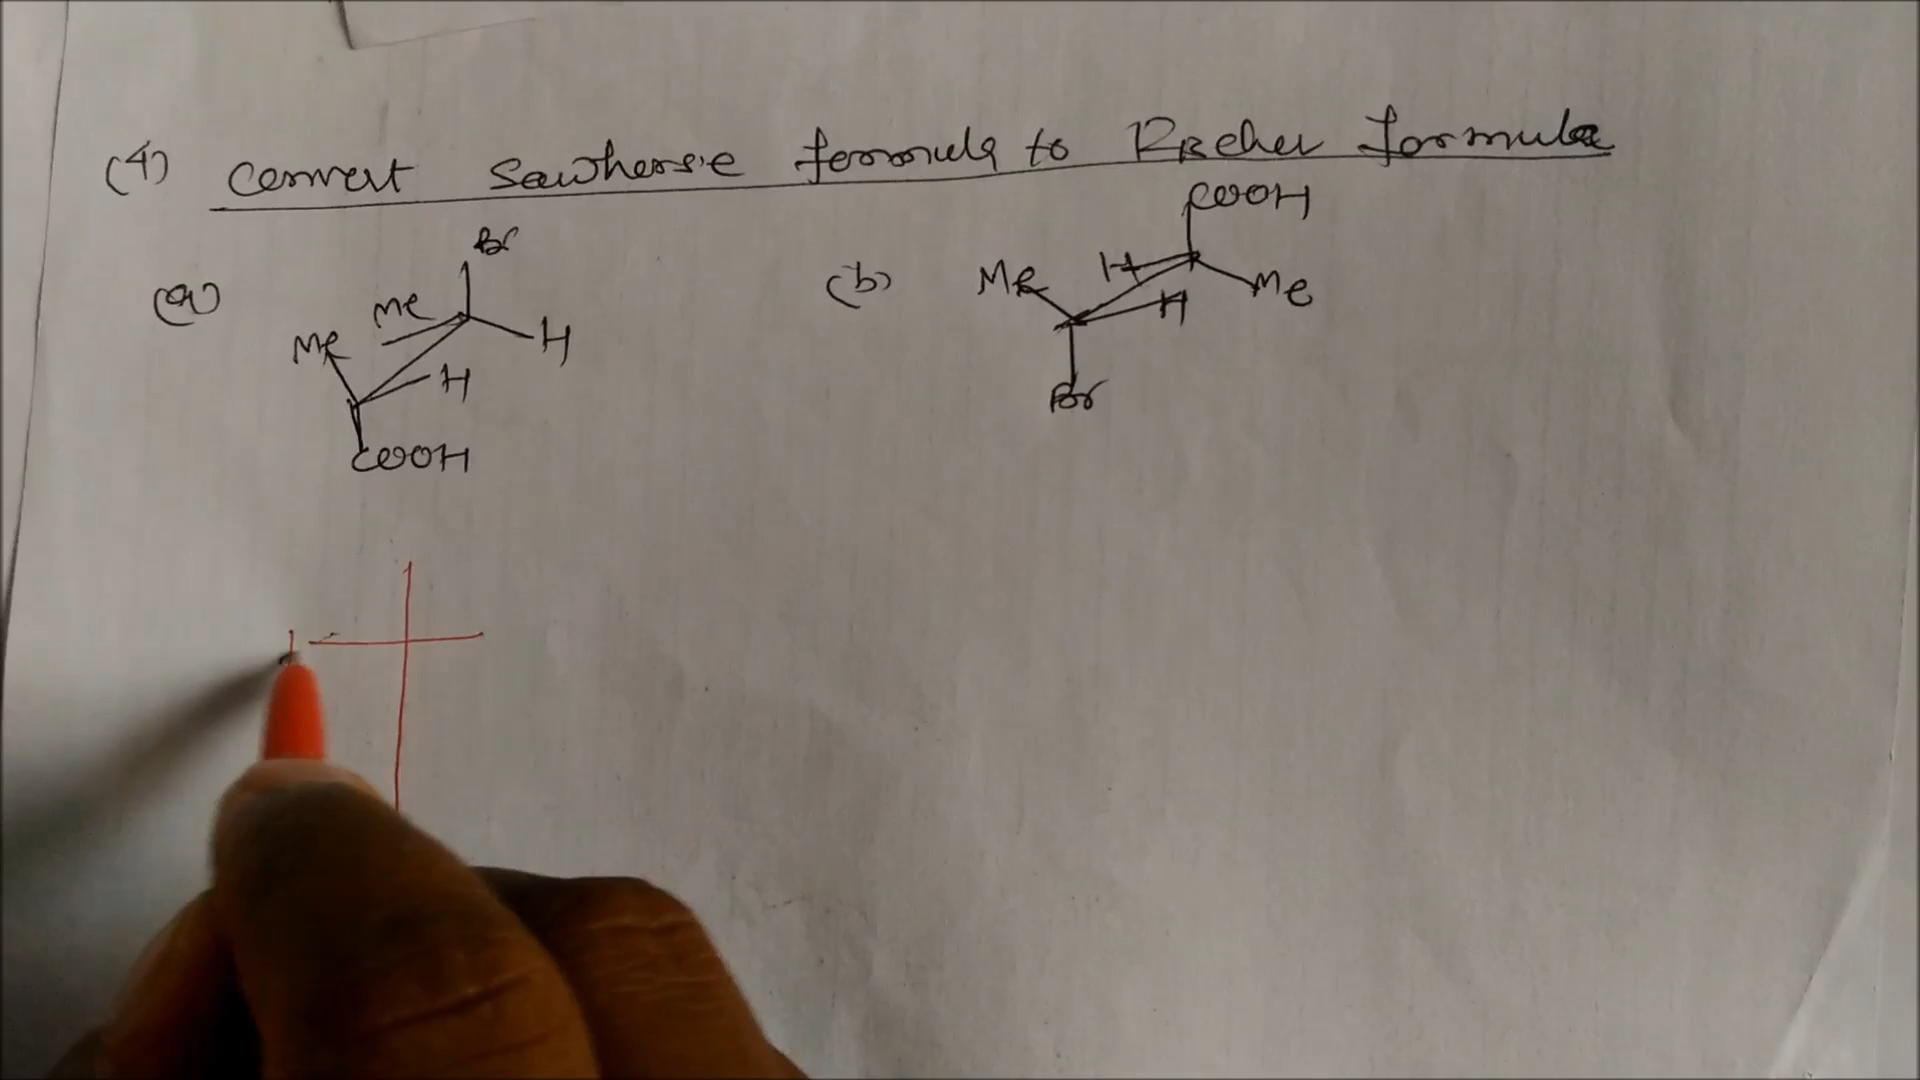 (4) Convert Sawhorse formula to Fischer formula
(a)
Br
Me
Me
H
H
COOH
(b)
COOH
Me
H
H
Me
Br